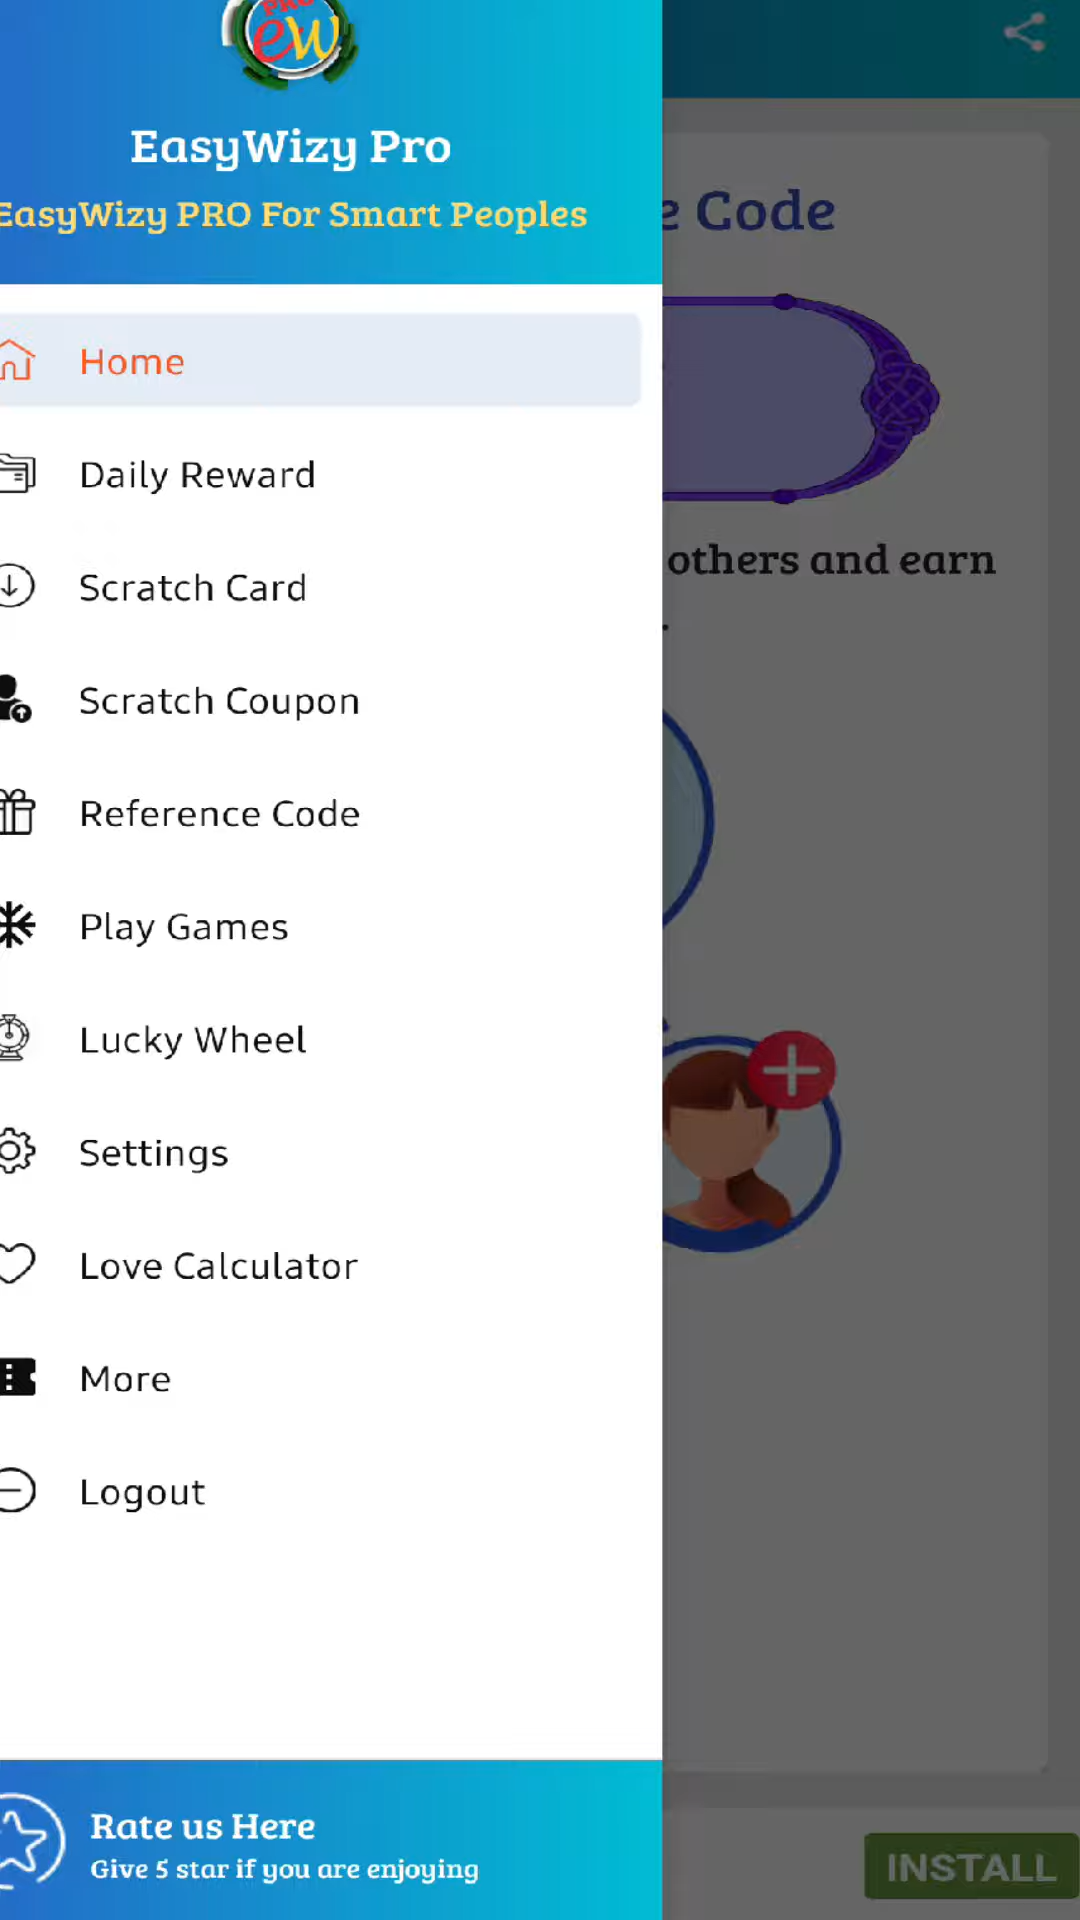 PRO
ew
EasyWizy Pro
EasyWizy PRO For Smart Peoples
Home
Daily Reward
Scratch Card
Scratch Coupon
Reference Code
Play Games
Lucky Wheel
Settings
Love Calculator
More
Logout
Rate us Here
Give 5 star if you are enjoying
e Code
others and earn
.
INSTALL